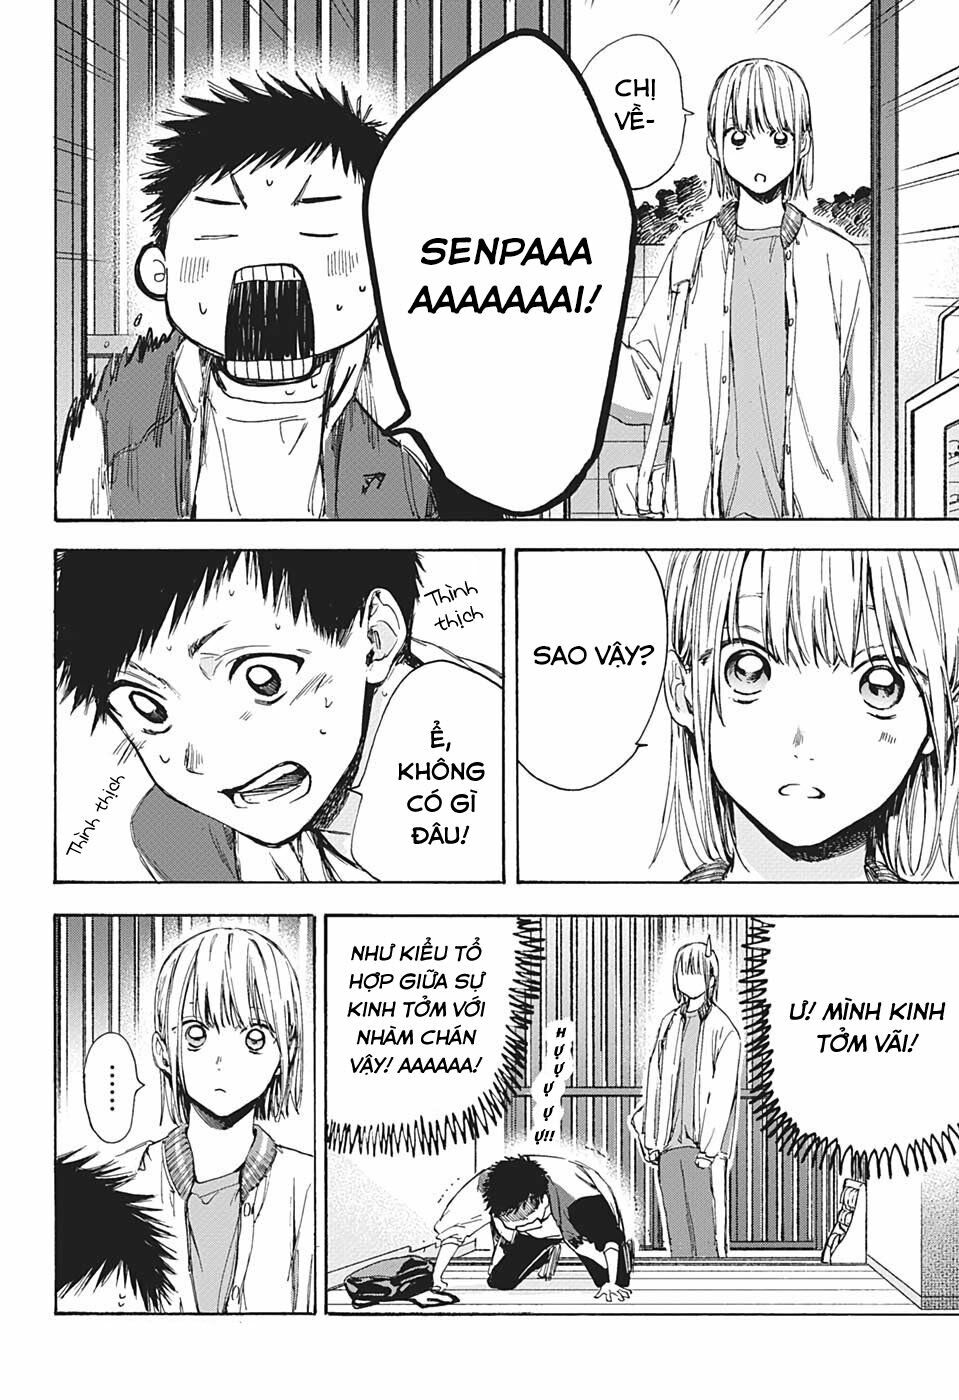 CHỊ
VỀ-
SENPAAA
AAAAAAAI!
SAO VẬY?
Thình
thịch
Ể,
KHÔNG
CÓ GÌ
ĐÂU!
Thình thịch
Ư! MÌNH KINH
TỞM VÃI!
NHƯ KIỂU TỔ
HỢP GIỮA SỰ
KINH TỞM VỚI
NHÀM CHÁN
VẬY! AAAAAA!
HỰỰỰỰỰ!!
......